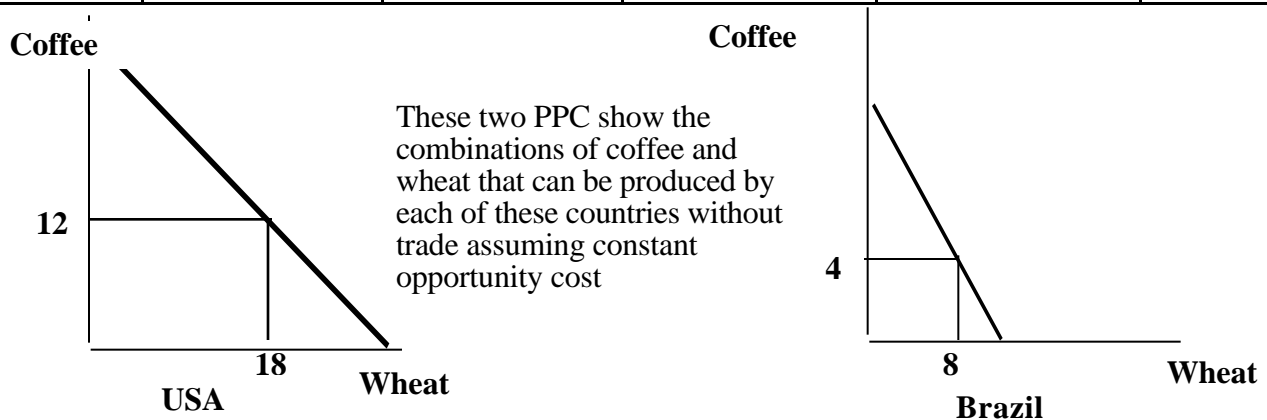 Coffee
12
18
Wheat
USA
These two PPC show the
combinations of coffee and
wheat that can be produced by
each of these countries without
trade assuming constant
opportunity cost
Coffee
4
8
Wheat
Brazil